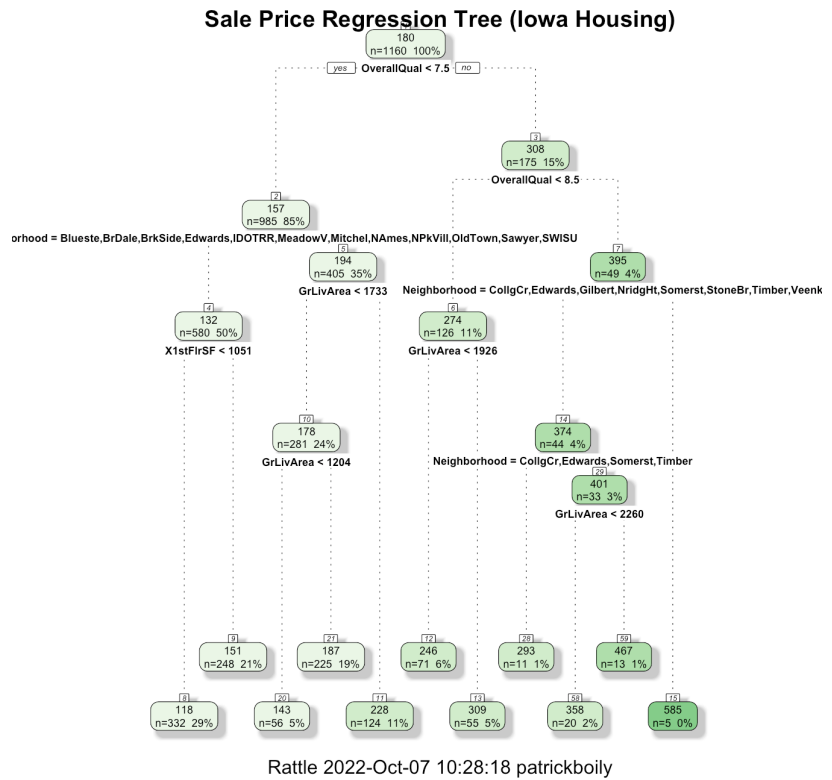 Sale Price Regression Tree (Iowa Housing)
180
n=1160 100%
yes OverallQual < 7.5 no
3
308
n=175 15%
OverallQual < 8.5
2
157
n=985 85%
orhood = Blueste,BrDale,BrkSide,Edwards,IDOTRR,MeadowV,Mitchel,NAmes,NPkVill,OldTown,Sawyer,SWISU
5
194
n=405 35%
GrLivArea < 1733
7
395
n=49 4%
Neighborhood = CollgCr,Edwards,Gilbert,NridgHt,Somerst,StoneBr,Timber,Veenk
4
132
n=580 50%
X1stFlrSF < 1051
6
274
n=126 11%
GrLivArea < 1926
10
178
n=281 24%
GrLivArea < 1204
14
374
n=44 4%
Neighborhood = CollgCr,Edwards,Somerst,Timber
29
401
n=33 3%
GrLivArea < 2260
9
151
n=248 21%
21
187
n=225 19%
12
246
n=71 6%
28
293
n=11 1%
59
467
n=13 1%
8
118
n=332 29%
20
143
n=56 5%
11
228
n=124 11%
13
309
n=55 5%
58
358
n=20 2%
15
585
n=5 0%
Rattle 2022-Oct-07 10:28:18 patrickboily